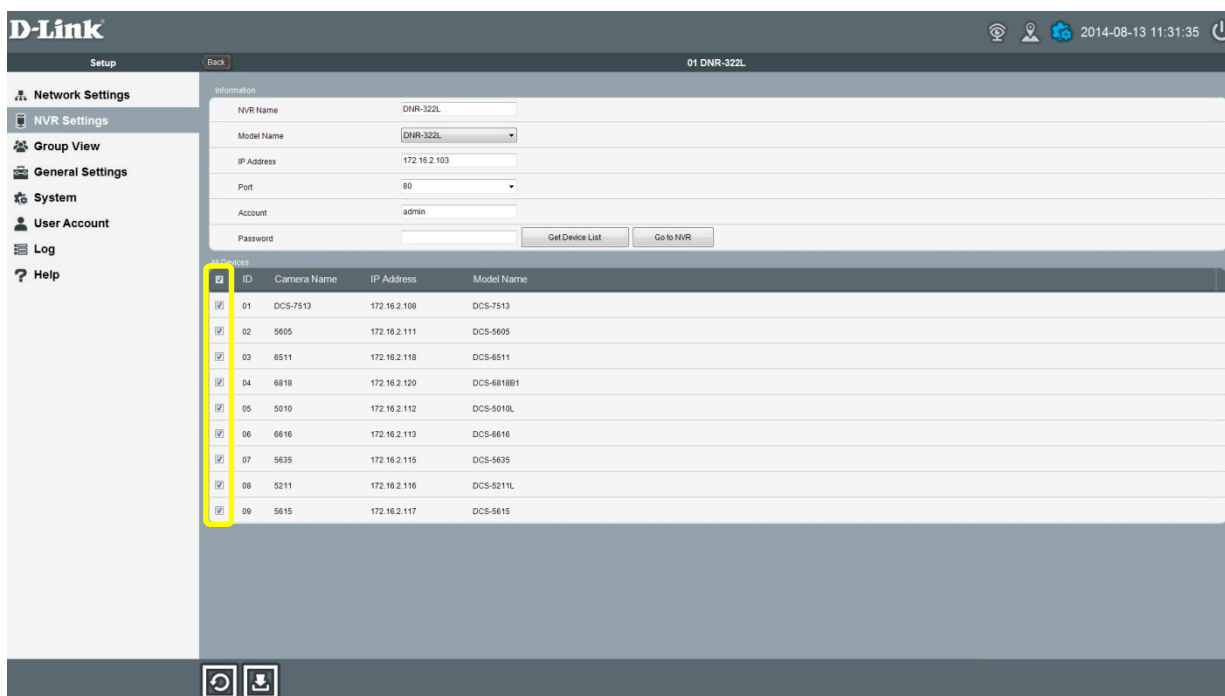 D-Link
2014-08-13 11:31:35
Setup
Back
01 DNR-322L
Network Settings
NVR Settings
Group View
General Settings
System
User Account
Log
Help
Information
NVR Name DNR-322L
Model Name DNR-322L
IP Address 172.16.2.103
Port 80
Account admin
Password Get Device List Go to NVR
All Devices
ID Camera Name IP Address Model Name
01 DCS-7513 172.16.2.108 DCS-7513
02 5605 172.16.2.111 DCS-5605
03 6511 172.16.2.118 DCS-6511
04 6818 172.16.2.120 DCS-6818B1
05 5010 172.16.2.112 DCS-5010L
06 6616 172.16.2.113 DCS-6616
07 5635 172.16.2.115 DCS-5635
08 5211 172.16.2.116 DCS-5211L
09 5615 172.16.2.117 DCS-5615